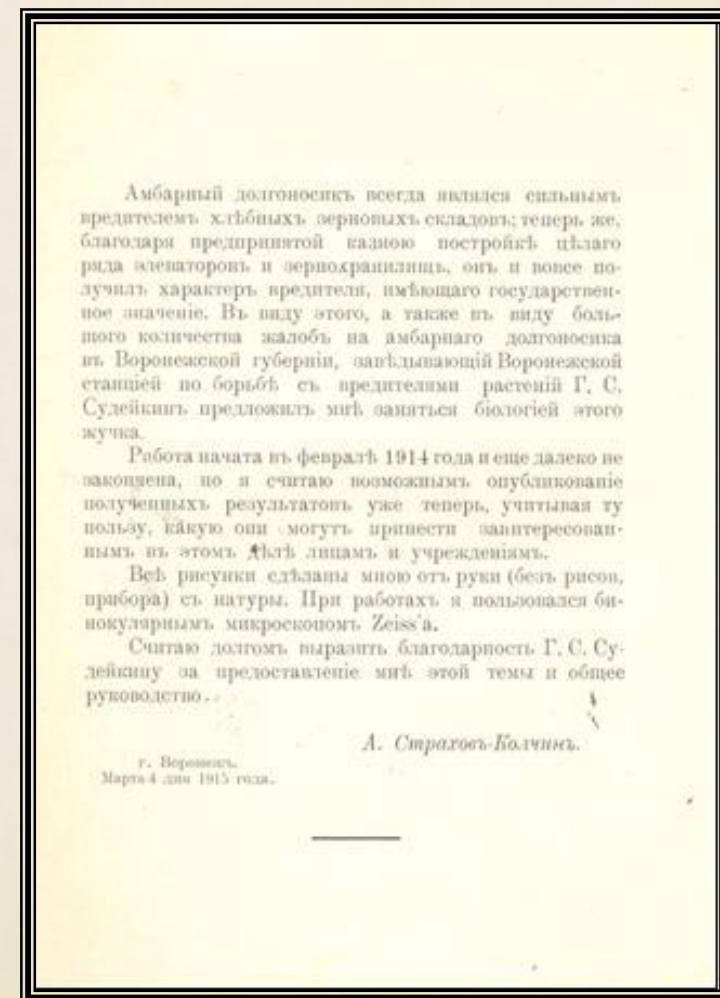 Амбарный долгоносикъ всегда являлся сильнымъ
вредителемъ хлѣбныхъ зерновыхъ складовъ; теперь же,
благодаря предпринятой казною постройкѣ цѣлаго
ряда элеваторовъ и зернохранилищъ, онъ и вовсе по-
лучилъ характеръ вредителя, имѣющаго государствен-
ное значеніе. Въ виду этого, а также въ виду боль-
шого количества жалобъ на амбарнаго долгоносика
въ Воронежской губерніи, завѣдывающій Воронежской
станціей по борьбѣ съ вредителями растеній Г. С.
Судейкинъ предложилъ мнѣ заняться біологіей этого
жучка.
Работа начата въ февралѣ 1914 года и еще далеко не
закончена, но я считаю возможнымъ опубликованіе
полученныхъ результатовъ уже теперь, учитывая ту
пользу, какую они могутъ принести заинтересован-
нымъ въ этомъ дѣлѣ лицамъ и учрежденіямъ.
Всѣ рисунки сдѣланы мною отъ руки (безъ рисов.
прибора) съ натуры. При работахъ я пользовался би-
нокулярнымъ микроскопомъ Zeiss'a.
Считаю долгомъ выразить благодарность Г. С. Су-
дейкину за предоставленіе мнѣ этой темы и общее
руководство.
А. Страховъ-Колчинъ.
г. Воронежъ.
Марта 4 дня 1915 года.